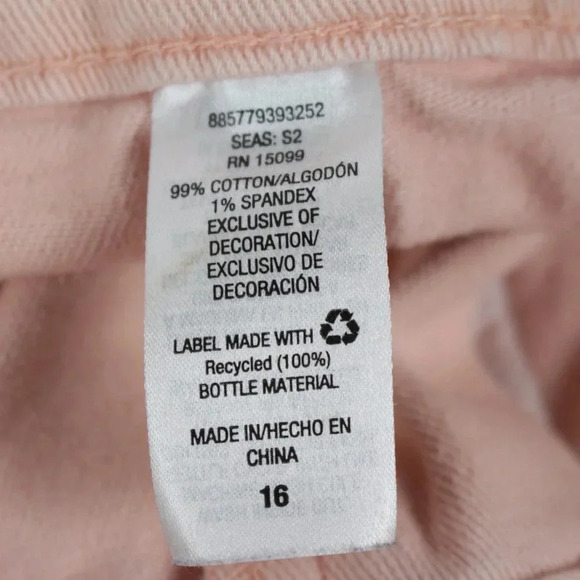 885779393252
SEAS: S2
RN 15099
99% COTTON/ALGODÓN
1% SPANDEX
EXCLUSIVE OF
DECORATION/
EXCLUSIVO DE
DECORACIÓN
LABEL MADE WITH
Recycled (100%)
BOTTLE MATERIAL
MADE IN/HECHO EN
CHINA
16